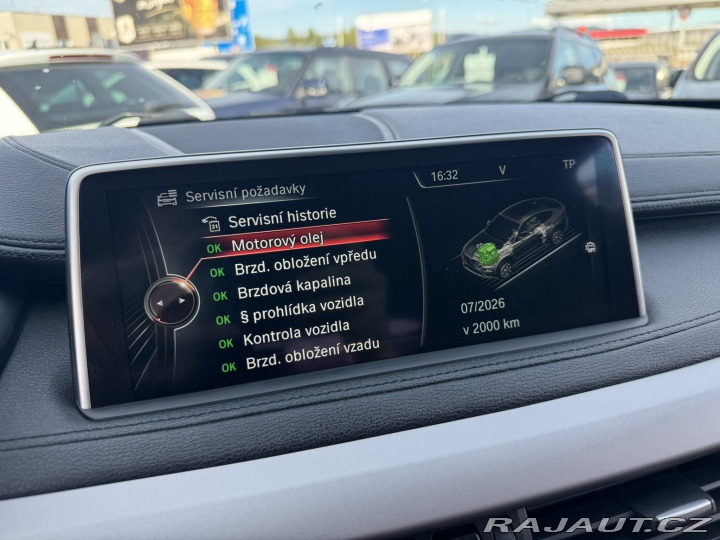 Servisní požadavky
16:32
V
TP
Servisní historie
OK Motorový olej
OK Brzd. obložení vpředu
OK Brzdová kapalina
OK § prohlídka vozidla
OK Kontrola vozidla
OK Brzd. obložení vzadu
07/2026
v 2000 km
31
RAJAUT.CZ